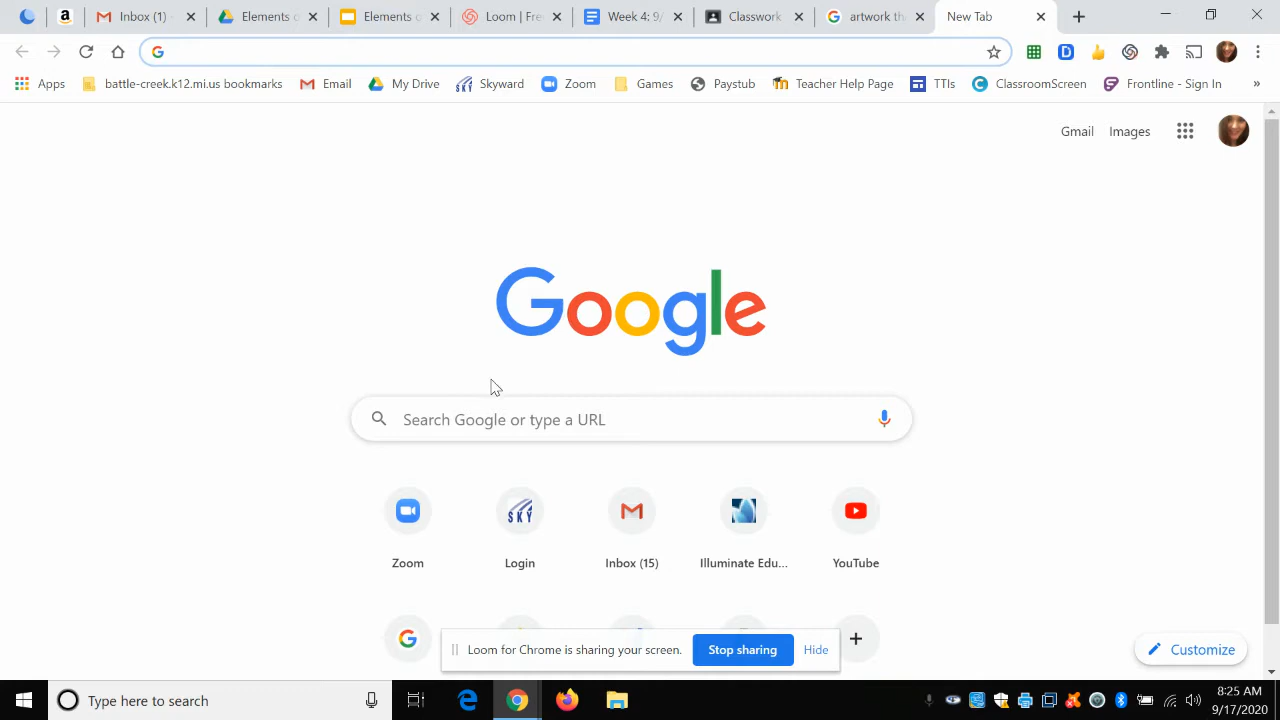 Inbox (15)
Elements o
Elements o
Loom | Fre
Week 4: 9/
Classwork
artwork th
New Tab
Apps
battle-creek.k12.mi.us bookmarks
Email
My Drive
Skyward
Zoom
Games
Paystub
Teacher Help Page
TTIs
ClassroomScreen
Frontline - Sign In
»
Gmail
Images
Google
Search Google or type a URL
SKY
Zoom
Login
Inbox (15)
Illuminate Edu...
YouTube
Loom for Chrome is sharing your screen.
Stop sharing
Hide
Customize
Type here to search
8:25 AM
9/17/2020